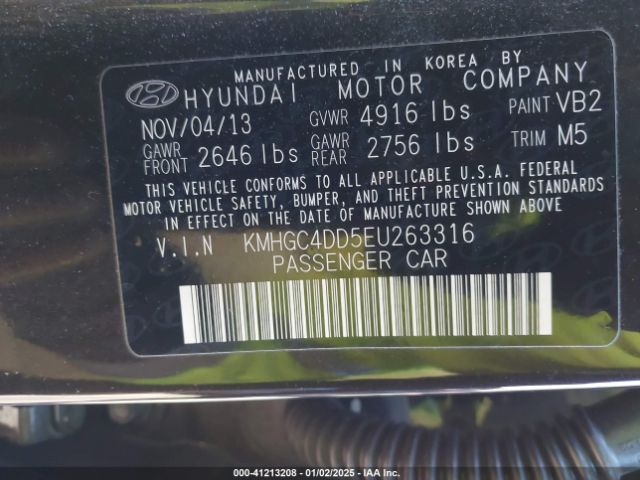 MANUFACTURED IN KOREA BY
HYUNDAI MOTOR COMPANY
NOV/04/13 GVWR 4916 lbs PAINT VB2
GAWR FRONT 2646 lbs GAWR REAR 2756 lbs TRIM M5
THIS VEHICLE CONFORMS TO ALL APPLICABLE U.S.A. FEDERAL
MOTOR VEHICLE SAFETY, BUMPER, AND THEFT PREVENTION STANDARDS
IN EFFECT ON THE DATE OF MANUFACTURE SHOWN ABOVE.
V.I.N KMHGC4DD5EU263316
PASSENGER CAR
000-41213208 - 01/02/2025 - IAAI.COM